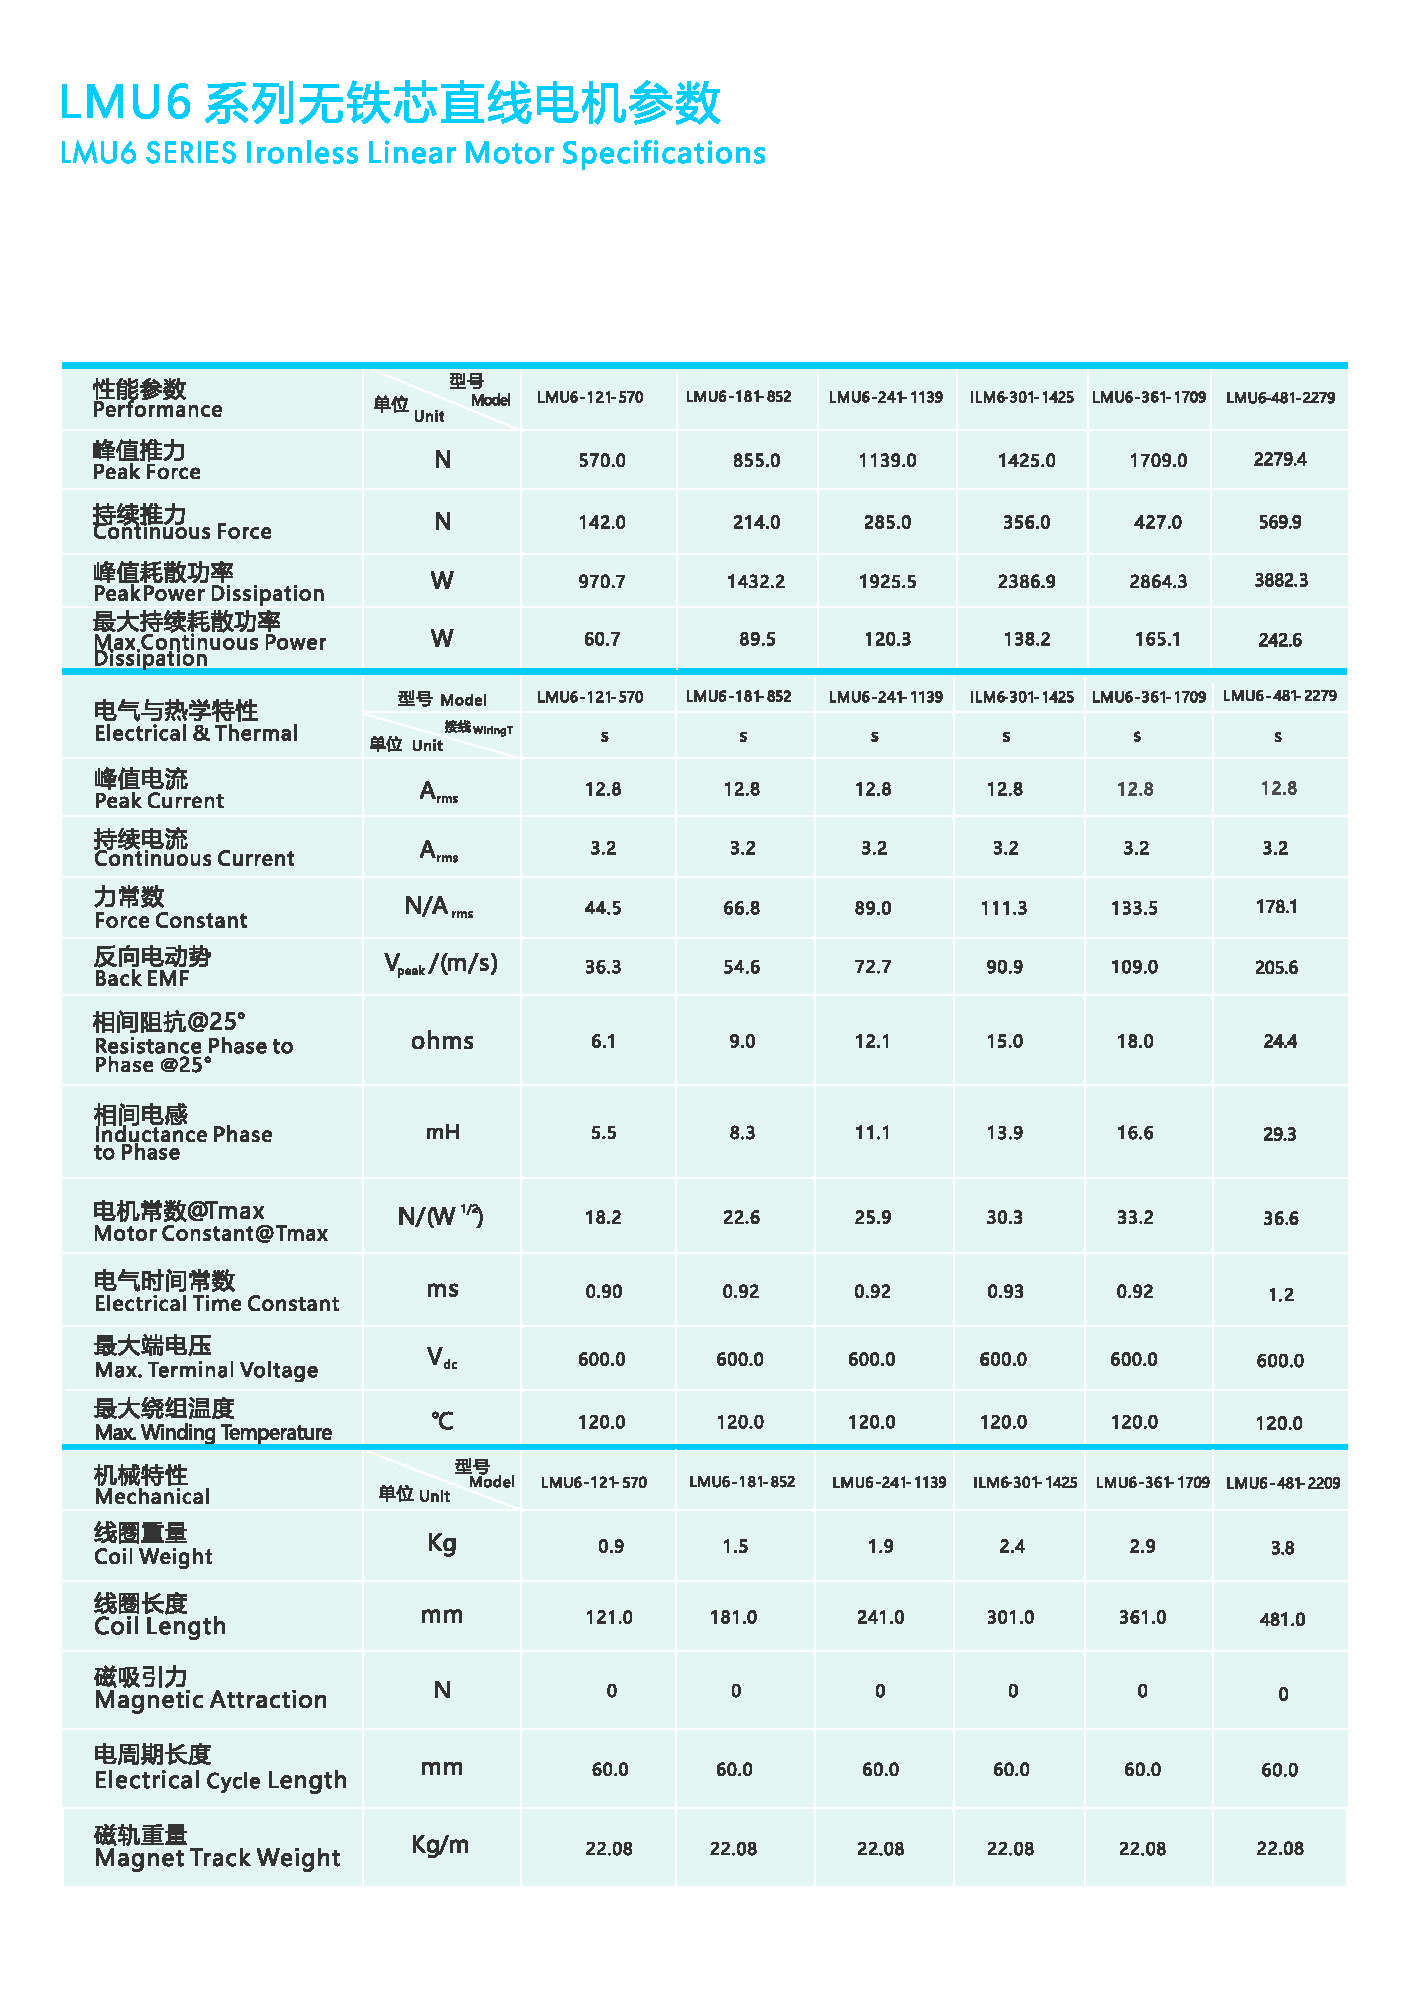 LMU6 系列无铁芯直线电机参数
LMU6 SERIES Ironless Linear Motor Specifications
性能参数 Performance 单位 Unit 型号 Model LMU6-121-570 LMU6-181-852 LMU6-241-1139 ILM6-301-1425 LMU6-361-1709 LMU6-481-2279
峰值推力
Peak Force N 570.0 855.0 1139.0 1425.0 1709.0 2279.4
持续推力
Continuous Force N 142.0 214.0 285.0 356.0 427.0 569.9
峰值耗散功率
PeakPower Dissipation W 970.7 1432.2 1925.5 2386.9 2864.3 3882.3
最大持续耗散功率
Max.Continuous Power
Dissipation W 60.7 89.5 120.3 138.2 165.1 242.6
电气与热学特性
Electrical & Thermal
型号 Model LMU6-121-570 LMU6-181-852 LMU6-241-1139 ILM6-301-1425 LMU6-361-1709 LMU6-481-2279
单位 Unit 接线 WiringT s s s s s s
峰值电流
Peak Current Arms 12.8 12.8 12.8 12.8 12.8 12.8
持续电流
Continuous Current Arms 3.2 3.2 3.2 3.2 3.2 3.2
力常数
Force Constant N/Arms 44.5 66.8 89.0 111.3 133.5 178.1
反向电动势
Back EMF Vpeak/(m/s) 36.3 54.6 72.7 90.9 109.0 205.6
相间阻抗@25°
Resistance Phase to
Phase @25° ohms 6.1 9.0 12.1 15.0 18.0 24.4
相间电感
Inductance Phase
to Phase mH 5.5 8.3 11.1 13.9 16.6 29.3
电机常数@Tmax
Motor Constant@Tmax N/(W 1/2) 18.2 22.6 25.9 30.3 33.2 36.6
电气时间常数
Electrical Time Constant ms 0.90 0.92 0.92 0.93 0.92 1.2
最大端电压
Max. Terminal Voltage Vdc 600.0 600.0 600.0 600.0 600.0 600.0
最大绕组温度
Max. Winding Temperature ℃ 120.0 120.0 120.0 120.0 120.0 120.0
机械特性
Mechanical 单位 Unit 型号 Model LMU6-121-570 LMU6-181-852 LMU6-241-1139 ILM6-301-1425 LMU6-361-1709 LMU6-481-2209
线圈重量
Coil Weight Kg 0.9 1.5 1.9 2.4 2.9 3.8
线圈长度
Coil Length mm 121.0 181.0 241.0 301.0 361.0 481.0
磁吸引力
Magnetic Attraction N 0 0 0 0 0 0
电周期长度
Electrical Cycle Length mm 60.0 60.0 60.0 60.0 60.0 60.0
磁轨重量
Magnet Track Weight Kg/m 22.08 22.08 22.08 22.08 22.08 22.08